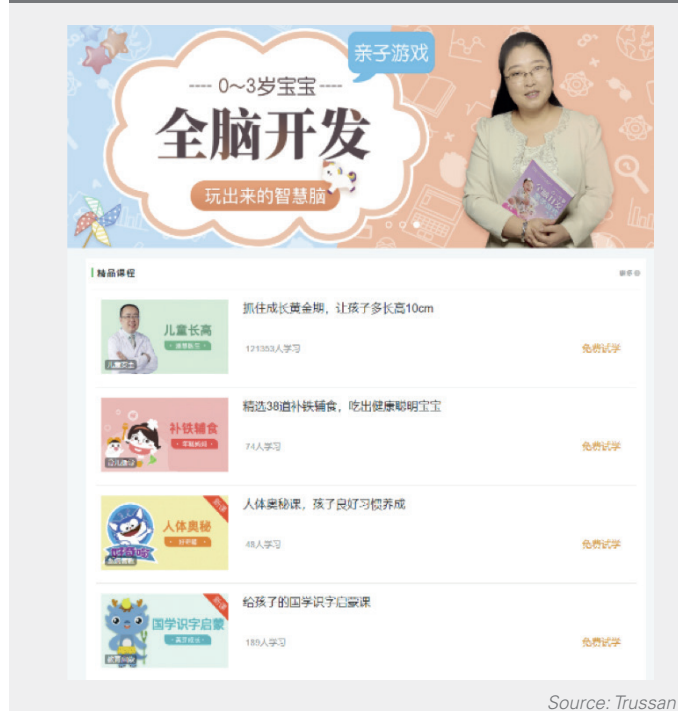 亲子游戏
---- 0～3岁宝宝 ----
全脑开发
玩出来的智慧脑
精品课程
儿童长高
抓住成长黄金期，让孩子多长高10cm
121353人学习
免费试学
补铁辅食
精选38道补铁辅食，吃出健康聪明宝宝
74人学习
免费试学
新课
人体奥秘
人体奥秘课，孩子良好习惯养成
48人学习
免费试学
新课
国学识字启蒙
给孩子的国学识字启蒙课
189人学习
免费试学
Source: Trussan